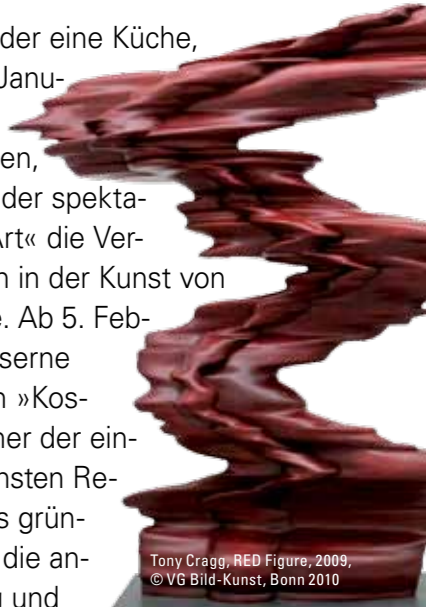 der eine Küche,
Janu-
en,
der spekta-
Art« die Ver-
n in der Kunst von
e. Ab 5. Feb-
serne
n »Kos-
ner der ein-
nsten Re-
s grün-
die an-
g und
Tony Cragg, RED Figure, 2009,
© VG Bild-Kunst, Bonn 2010